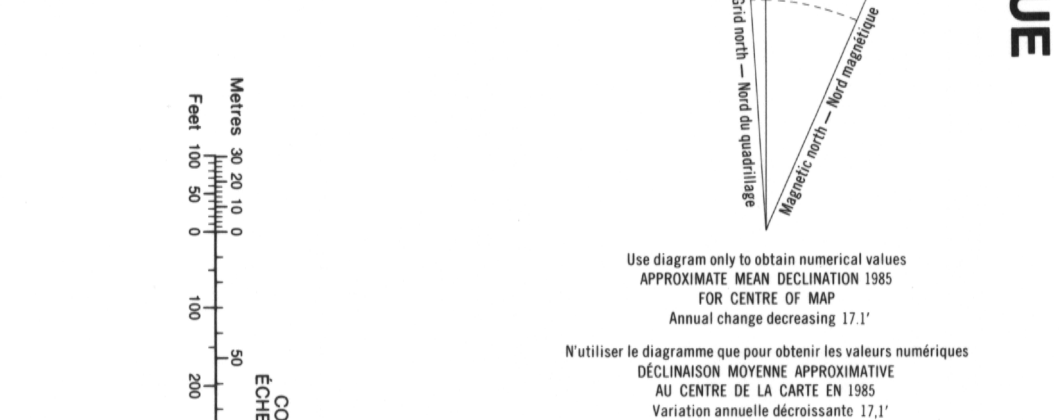 UE
Grid north — Nord du quadrillage
Magnetic north — Nord magnétique
Use diagram only to obtain numerical values
APPROXIMATE MEAN DECLINATION 1985
FOR CENTRE OF MAP
Annual change decreasing 17.1'
N'utiliser le diagramme que pour obtenir les valeurs numériques
DÉCLINAISON MOYENNE APPROXIMATIVE
AU CENTRE DE LA CARTE EN 1985
Variation annuelle décroissante 17,1'
Metres 30 20 10 0 50
Feet 100 50 0 100 200
CO
ÉCHE